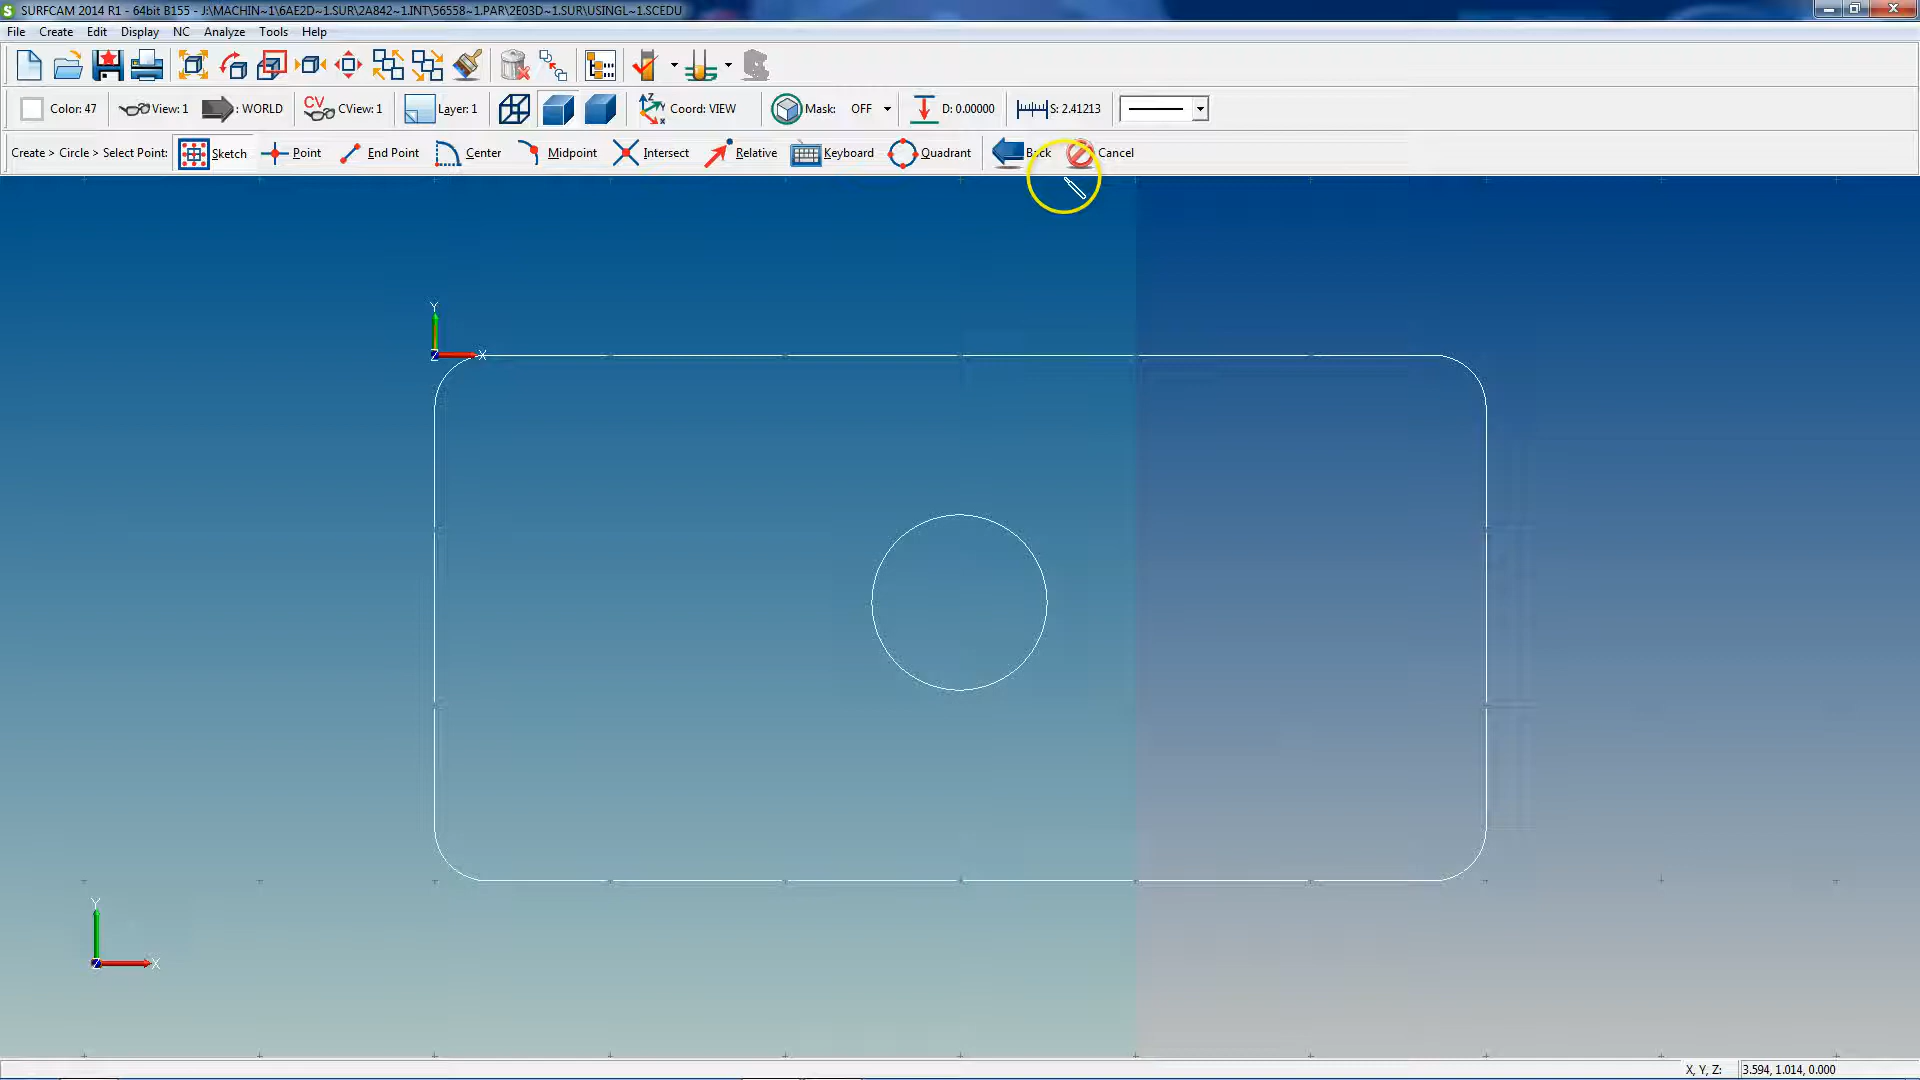 SURFCAM 2014 R1 - 64bit B155 - J:\MACHIN~1\6AE2D~1.SUR\2A842~1.INT\56558~1.PAR\2E03D~1.SUR\USINGL~1.SCEDU
File Create Edit Display NC Analyze Tools Help
Color: 47 View: 1 : WORLD CV CView: 1 Layer: 1 Coord: VIEW Mask: OFF D: 0.00000 S: 2.41213
Create > Circle > Select Point: Sketch Point End Point Center Midpoint Intersect Relative Keyboard Quadrant Back Cancel
Y
Z X
Y
Z X
X, Y, Z: 3.594, 1.014, 0.000